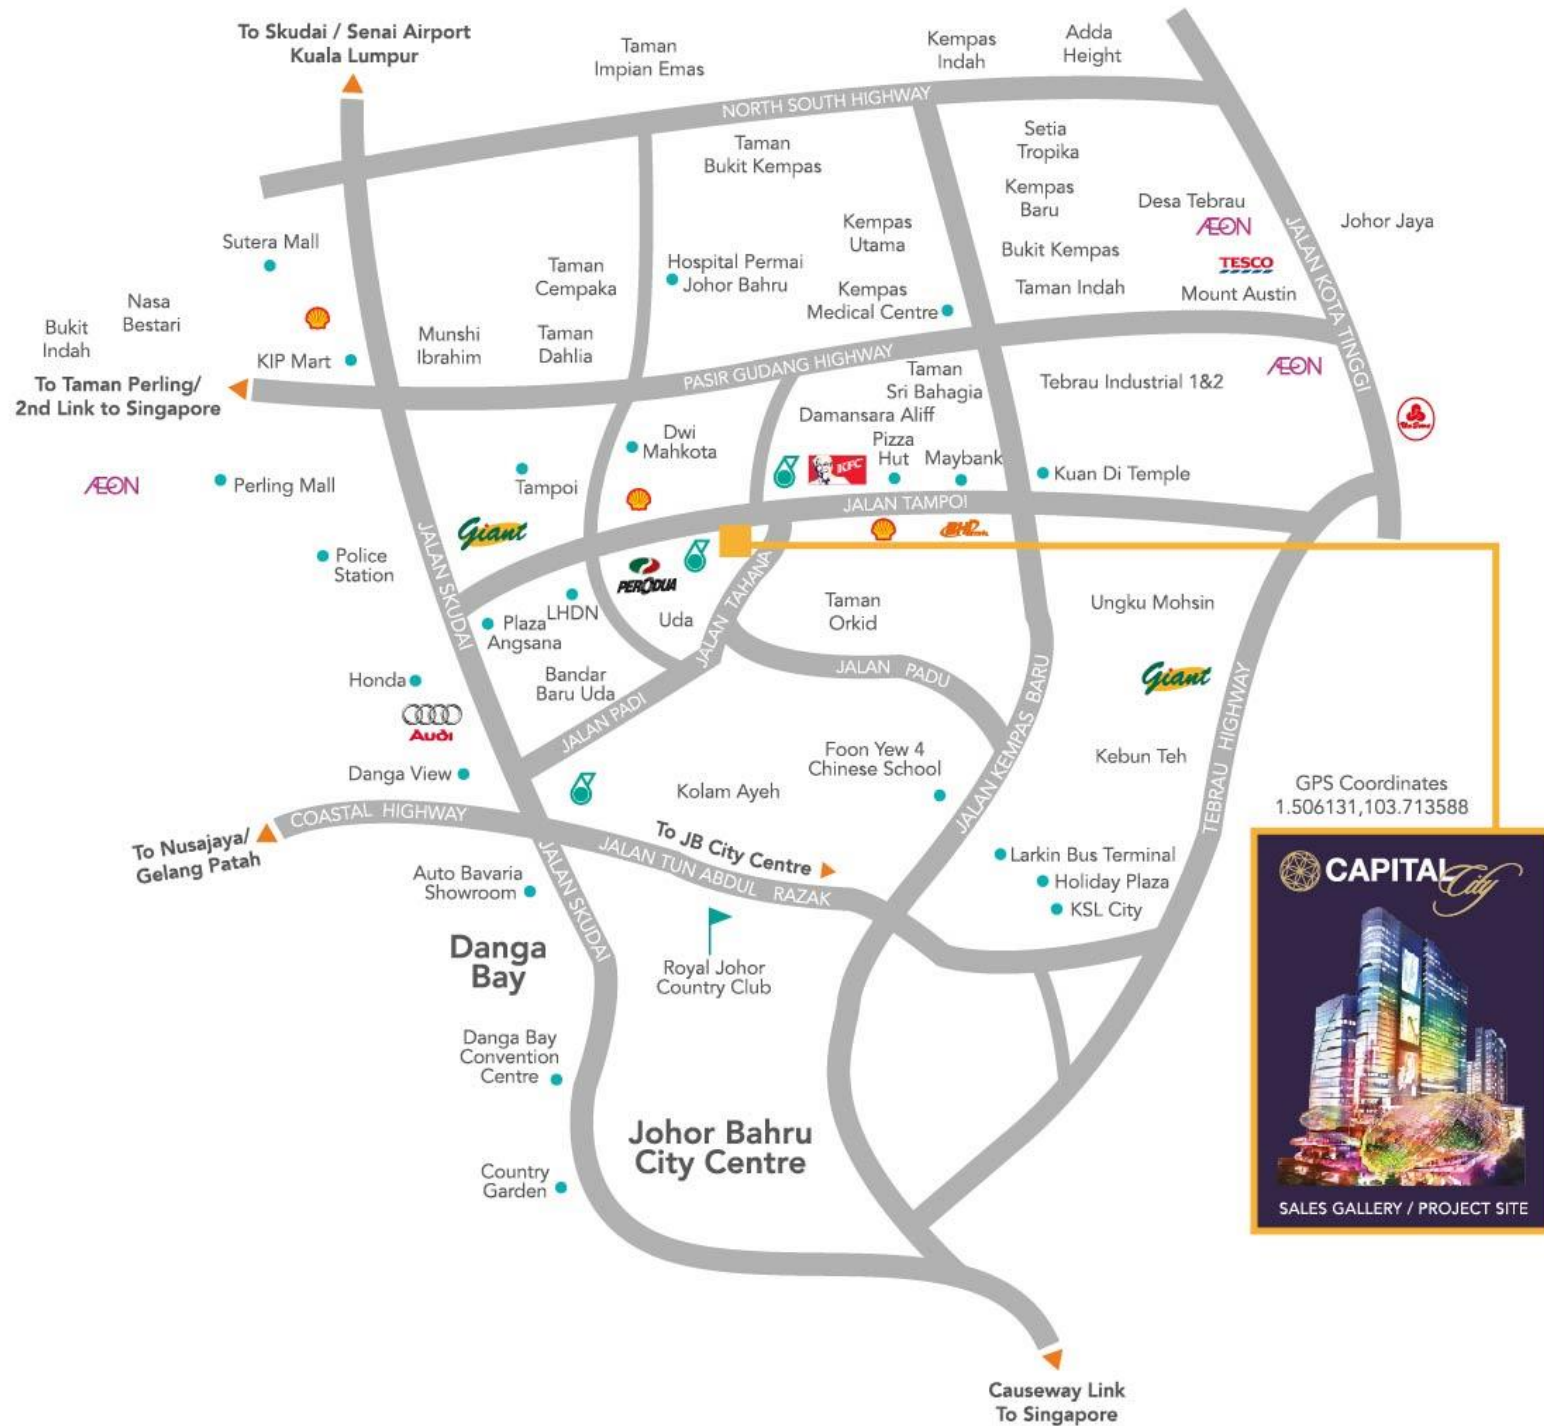 To Skudai / Senai Airport
Kuala Lumpur
Taman
Impian Emas
Kempas
Indah
Adda
Height
NORTH SOUTH HIGHWAY
Taman
Bukit Kempas
Setia
Tropika
Kempas
Baru
Desa Tebrau
ÆON
Johor Jaya
JALAN KOTA TINGGI
Sutera Mall
Kempas
Utama
Bukit Kempas
TESCO
Taman
Cempaka
Hospital Permai
Johor Bahru
Kempas
Medical Centre
Taman Indah
Mount Austin
Nasa
Bestari
Bukit
Indah
KIP Mart
Munshi
Ibrahim
Taman
Dahlia
PASIR GUDANG HIGHWAY
To Taman Perling/
2nd Link to Singapore
Taman
Sri Bahagia
Tebrau Industrial 1&2
ÆON
Damansara Aliff
Dwi
Mahkota
KFC
Pizza
Hut
Maybank
Kuan Di Temple
ÆON
Perling Mall
Tampoi
JALAN TAMPOI
Giant
BHP
Police
Station
JALAN SKUDAI
PERODUA
LHDN
Plaza
Angsana
Uda
JALAN TAHANA
Taman
Orkid
Ungku Mohsin
Honda
Audi
Bandar
Baru Uda
JALAN PADI
JALAN PADU
JALAN KEMPAS BARU
Giant
TEBRAU HIGHWAY
Danga View
Kolam Ayeh
Foon Yew 4
Chinese School
Kebun Teh
GPS Coordinates
1.506131,103.713588
COASTAL HIGHWAY
To Nusajaya/
Gelang Patah
JALAN TUN ABDUL RAZAK
To JB City Centre
Larkin Bus Terminal
Holiday Plaza
KSL City
Auto Bavaria
Showroom
JALAN SKUDAI
CAPITAL City
Danga
Bay
Royal Johor
Country Club
Danga Bay
Convention
Centre
Johor Bahru
City Centre
Country
Garden
SALES GALLERY / PROJECT SITE
Causeway Link
To Singapore